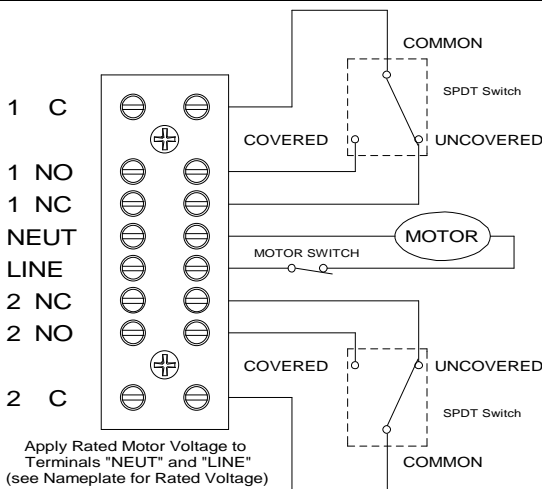 COMMON
SPDT Switch
1 C
COVERED
UNCOVERED
1 NO
1 NC
NEUT
MOTOR
MOTOR SWITCH
LINE
2 NC
2 NO
COVERED
UNCOVERED
2 C
SPDT Switch
COMMON
Apply Rated Motor Voltage to
Terminals "NEUT" and "LINE"
(see Nameplate for Rated Voltage)